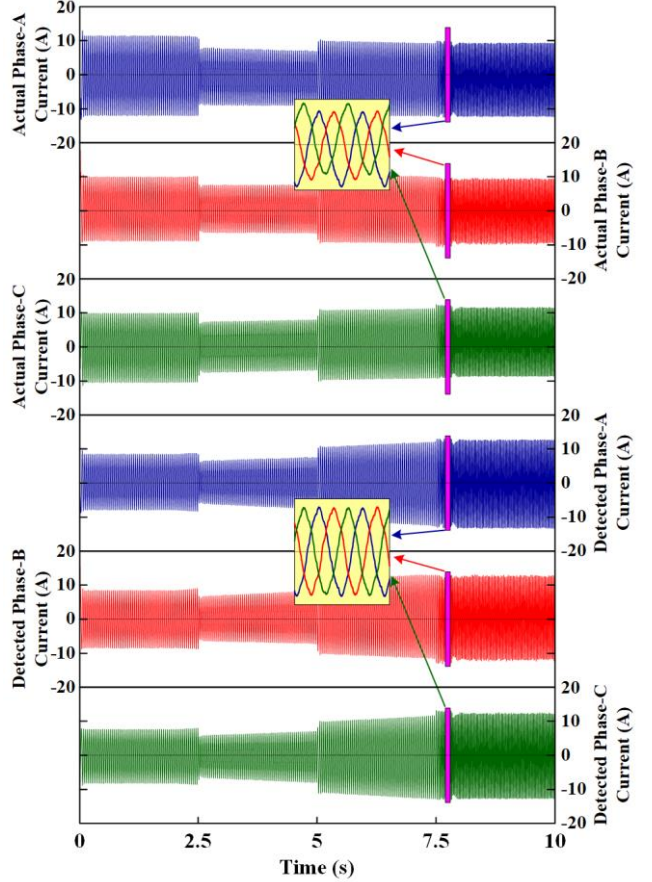 20
Actual Phase-A
Current (A)
10
0
-10
-20
20
Actual Phase-B
Current (A)
10
0
-10
-20
20
Actual Phase-C
Current (A)
10
0
-10
-20
20
Detected Phase-A
Current (A)
10
0
-10
-20
20
Detected Phase-B
Current (A)
10
0
-10
-20
20
Detected Phase-C
Current (A)
10
0
-10
-20
0 2.5 5 7.5 10
Time (s)